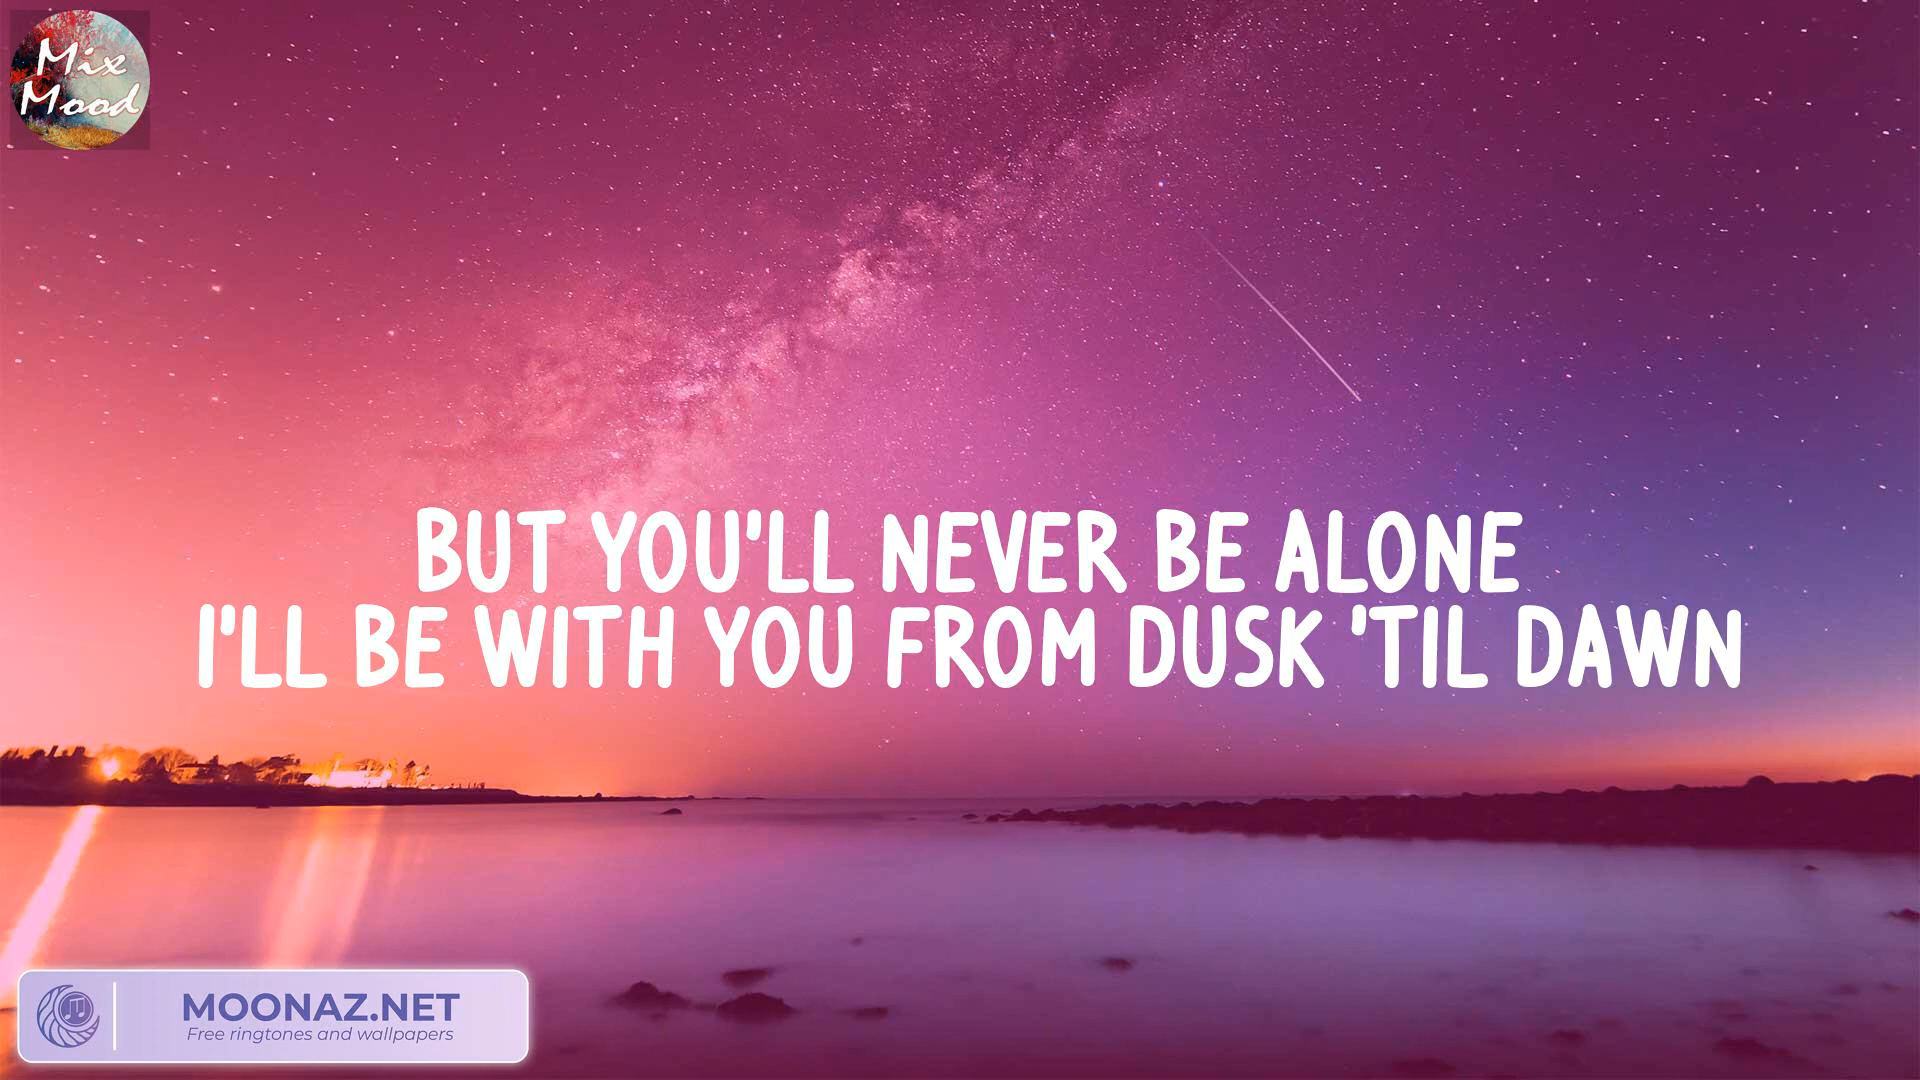 Mix
Mood
BUT YOU'LL NEVER BE ALONE
I'LL BE WITH YOU FROM DUSK 'TIL DAWN
MOONAZ.NET
Free ringtones and wallpapers